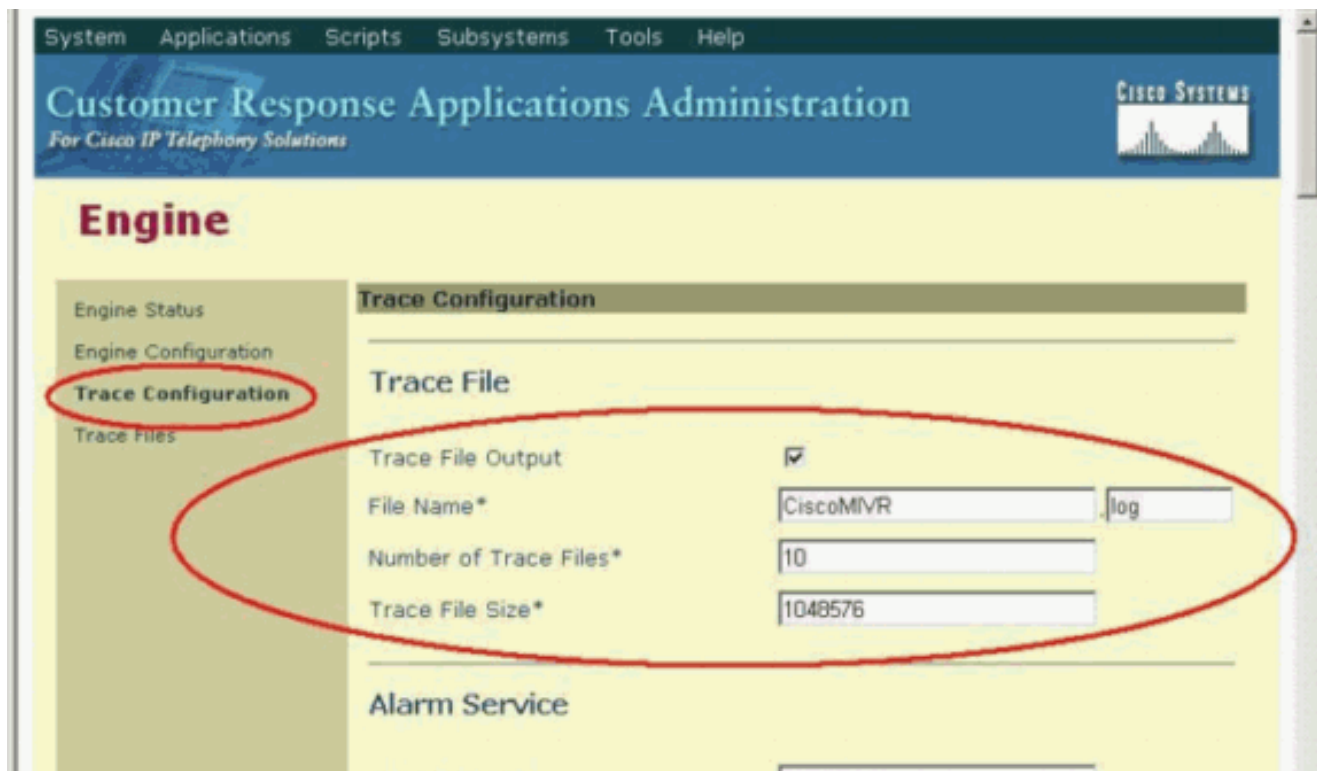 System Applications Scripts Subsystems Tools Help
Customer Response Applications Administration
For Cisco IP Telephony Solutions
CISCO SYSTEMS
Engine
Engine Status
Engine Configuration
Trace Configuration
Trace Files
Trace Configuration
Trace File
Trace File Output
File Name* CiscoMIVR .log
Number of Trace Files* 10
Trace File Size* 1048576
Alarm Service